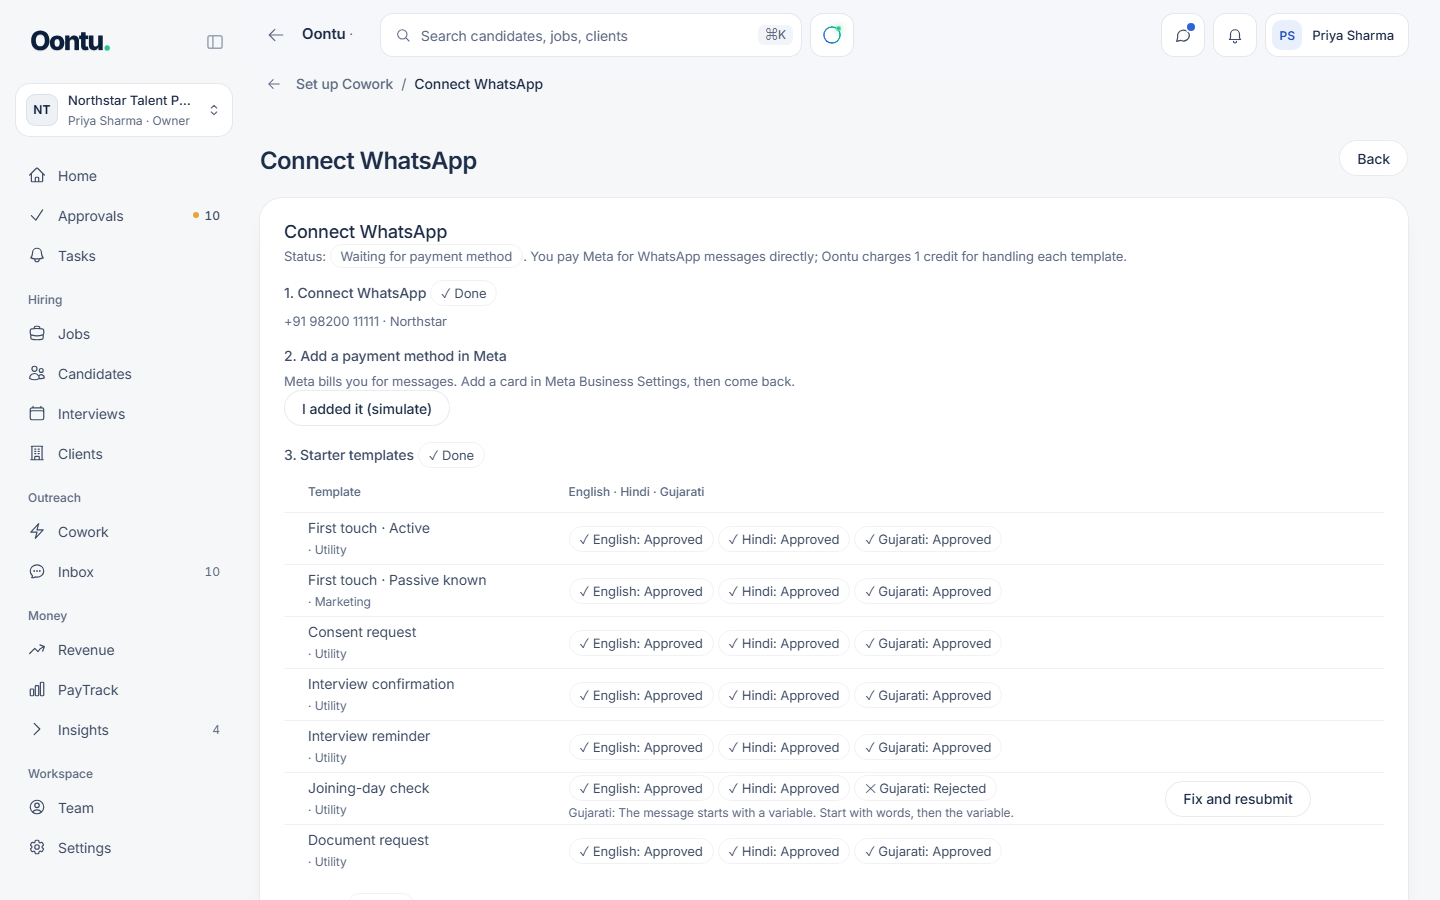 Oontu.
NT
Northstar Talent P...
Priya Sharma · Owner
Home
Approvals 10
Tasks
Hiring
Jobs
Candidates
Interviews
Clients
Outreach
Cowork
Inbox 10
Money
Revenue
PayTrack
Insights 4
Workspace
Team
Settings
Oontu ·
Search candidates, jobs, clients ⌘K
PS Priya Sharma
Set up Cowork / Connect WhatsApp
Connect WhatsApp
Back
Connect WhatsApp
Status: Waiting for payment method . You pay Meta for WhatsApp messages directly; Oontu charges 1 credit for handling each template.
1. Connect WhatsApp ✓ Done
+91 98200 11111 · Northstar
2. Add a payment method in Meta
Meta bills you for messages. Add a card in Meta Business Settings, then come back.
I added it (simulate)
3. Starter templates ✓ Done
Template English · Hindi · Gujarati
First touch · Active
· Utility
✓ English: Approved ✓ Hindi: Approved ✓ Gujarati: Approved
First touch · Passive known
· Marketing
✓ English: Approved ✓ Hindi: Approved ✓ Gujarati: Approved
Consent request
· Utility
✓ English: Approved ✓ Hindi: Approved ✓ Gujarati: Approved
Interview confirmation
· Utility
✓ English: Approved ✓ Hindi: Approved ✓ Gujarati: Approved
Interview reminder
· Utility
✓ English: Approved ✓ Hindi: Approved ✓ Gujarati: Approved
Joining-day check
· Utility
✓ English: Approved ✓ Hindi: Approved ✕ Gujarati: Rejected
Gujarati: The message starts with a variable. Start with words, then the variable.
Fix and resubmit
Document request
· Utility
✓ English: Approved ✓ Hindi: Approved ✓ Gujarati: Approved